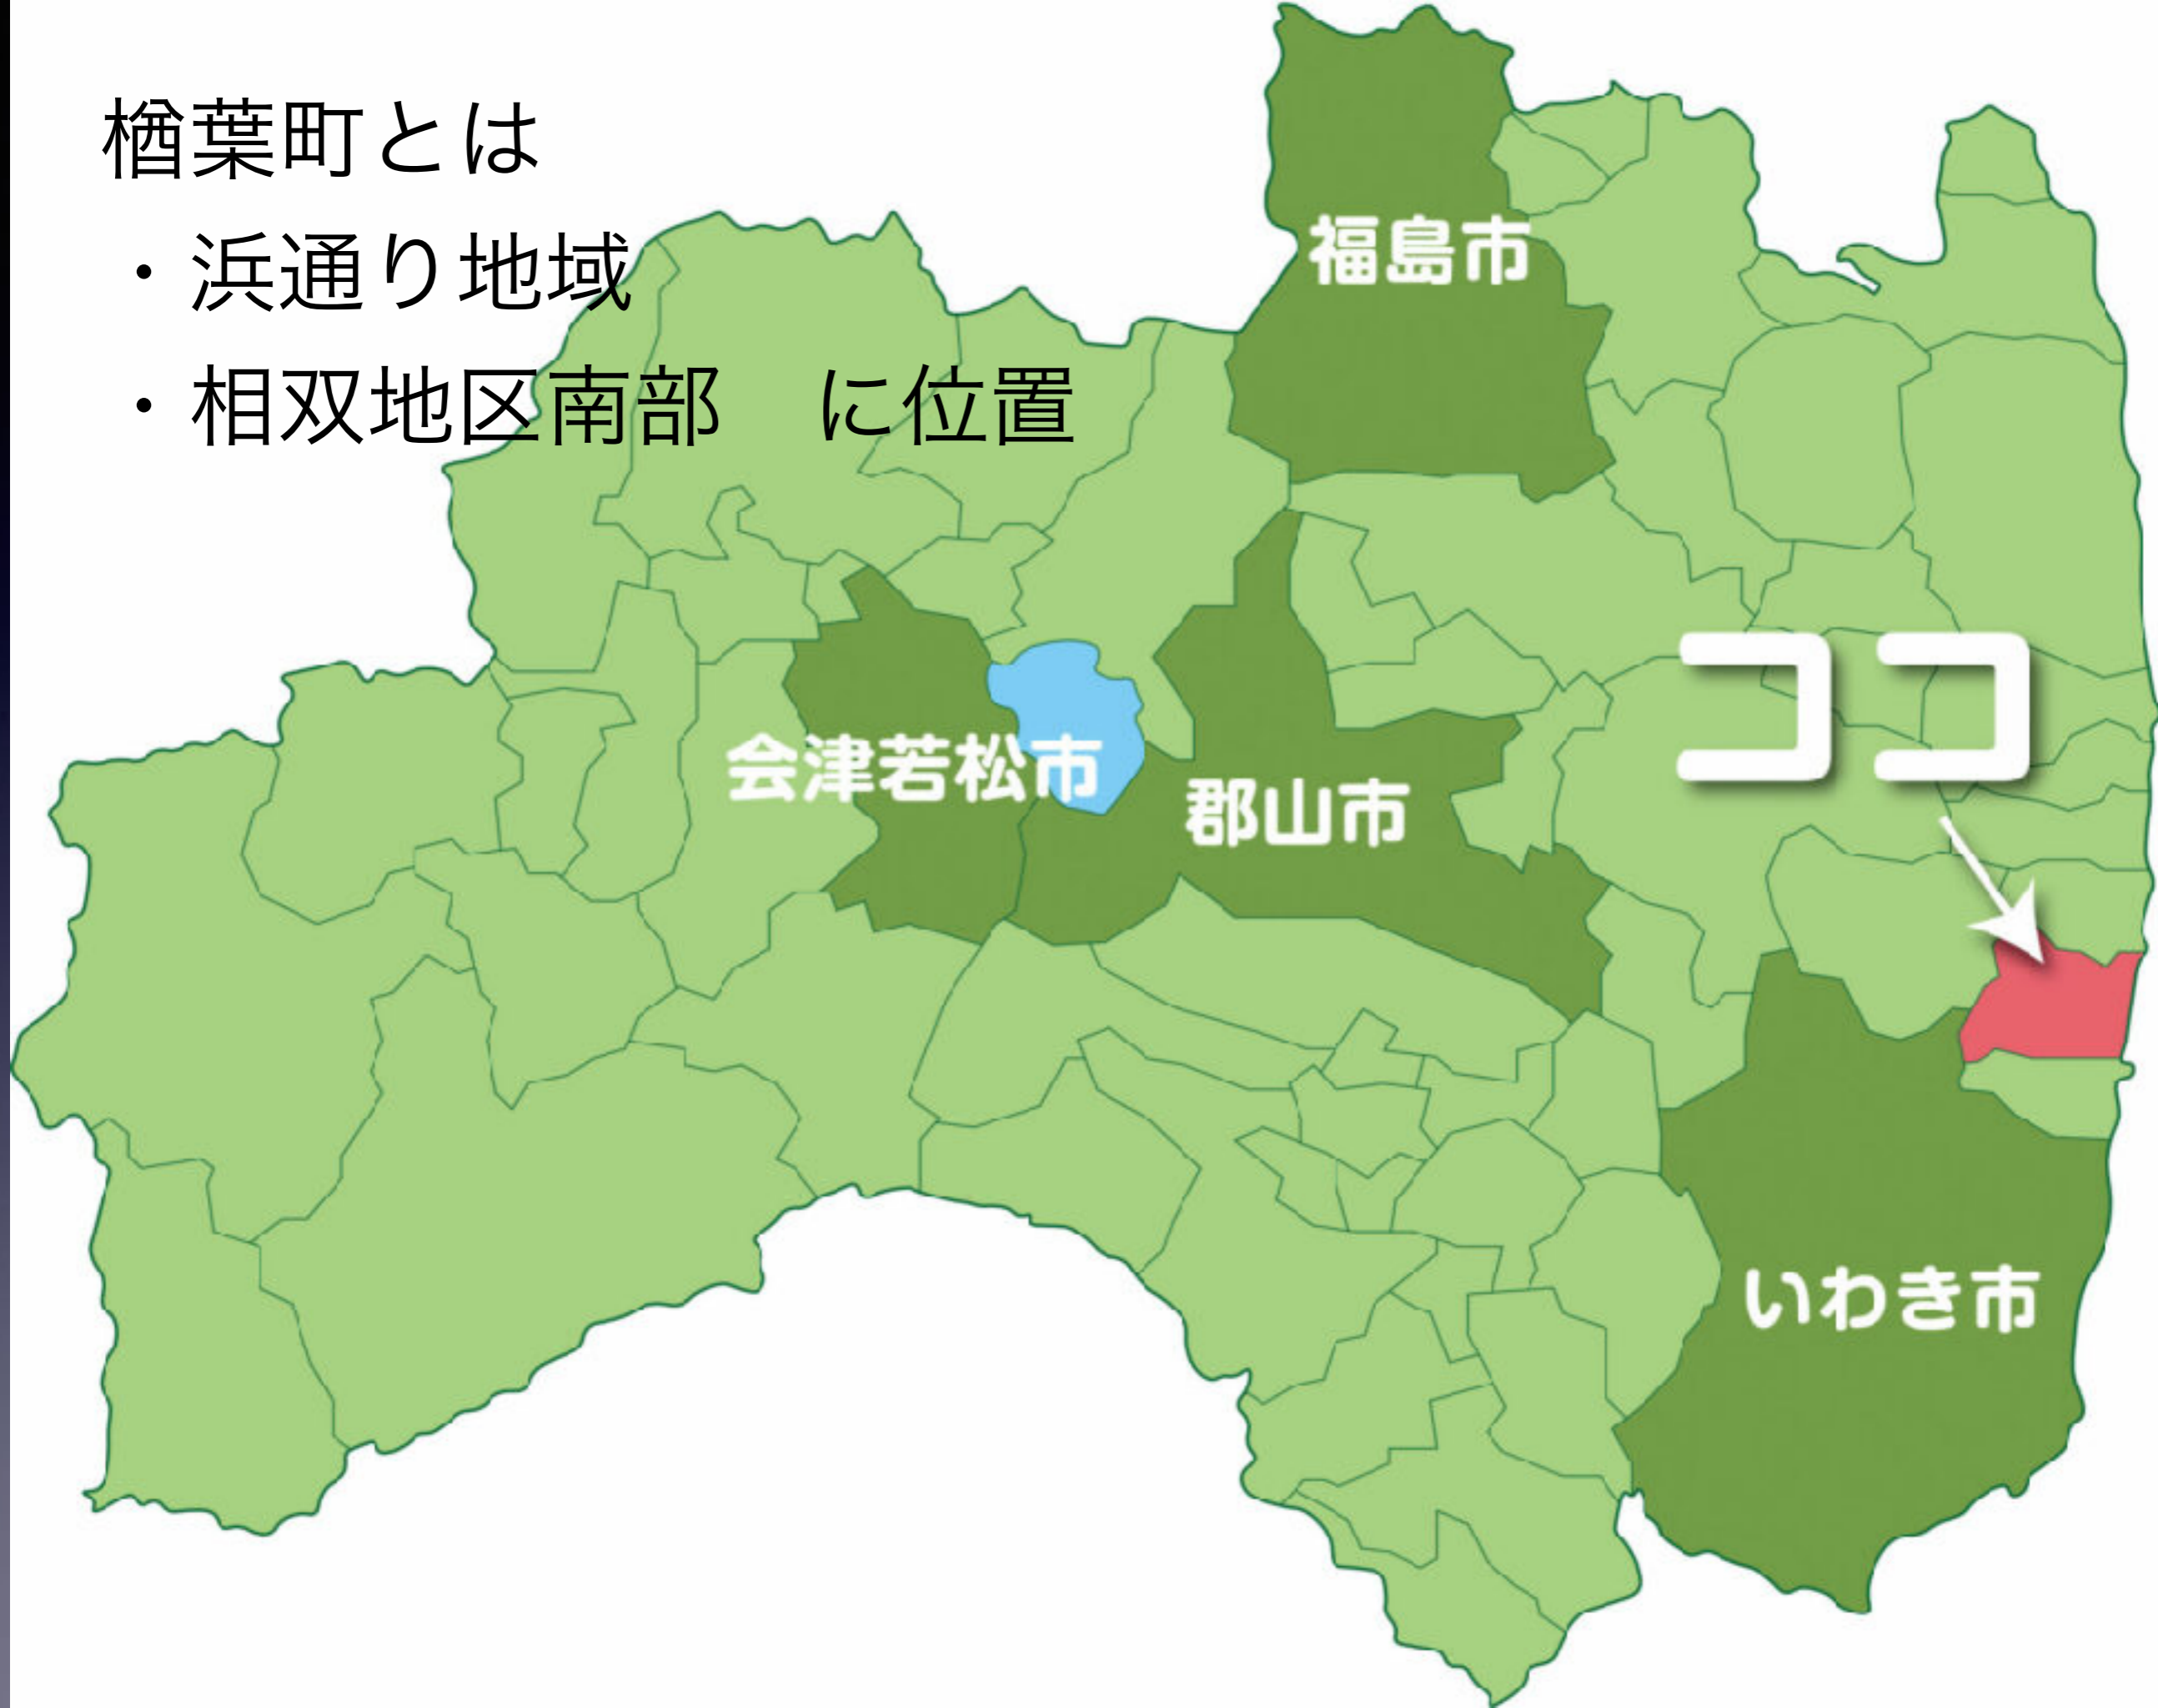 楢葉町とは
・浜通り地域
・相双地区南部　に位置
福島市
ココ
会津若松市
郡山市
いわき市